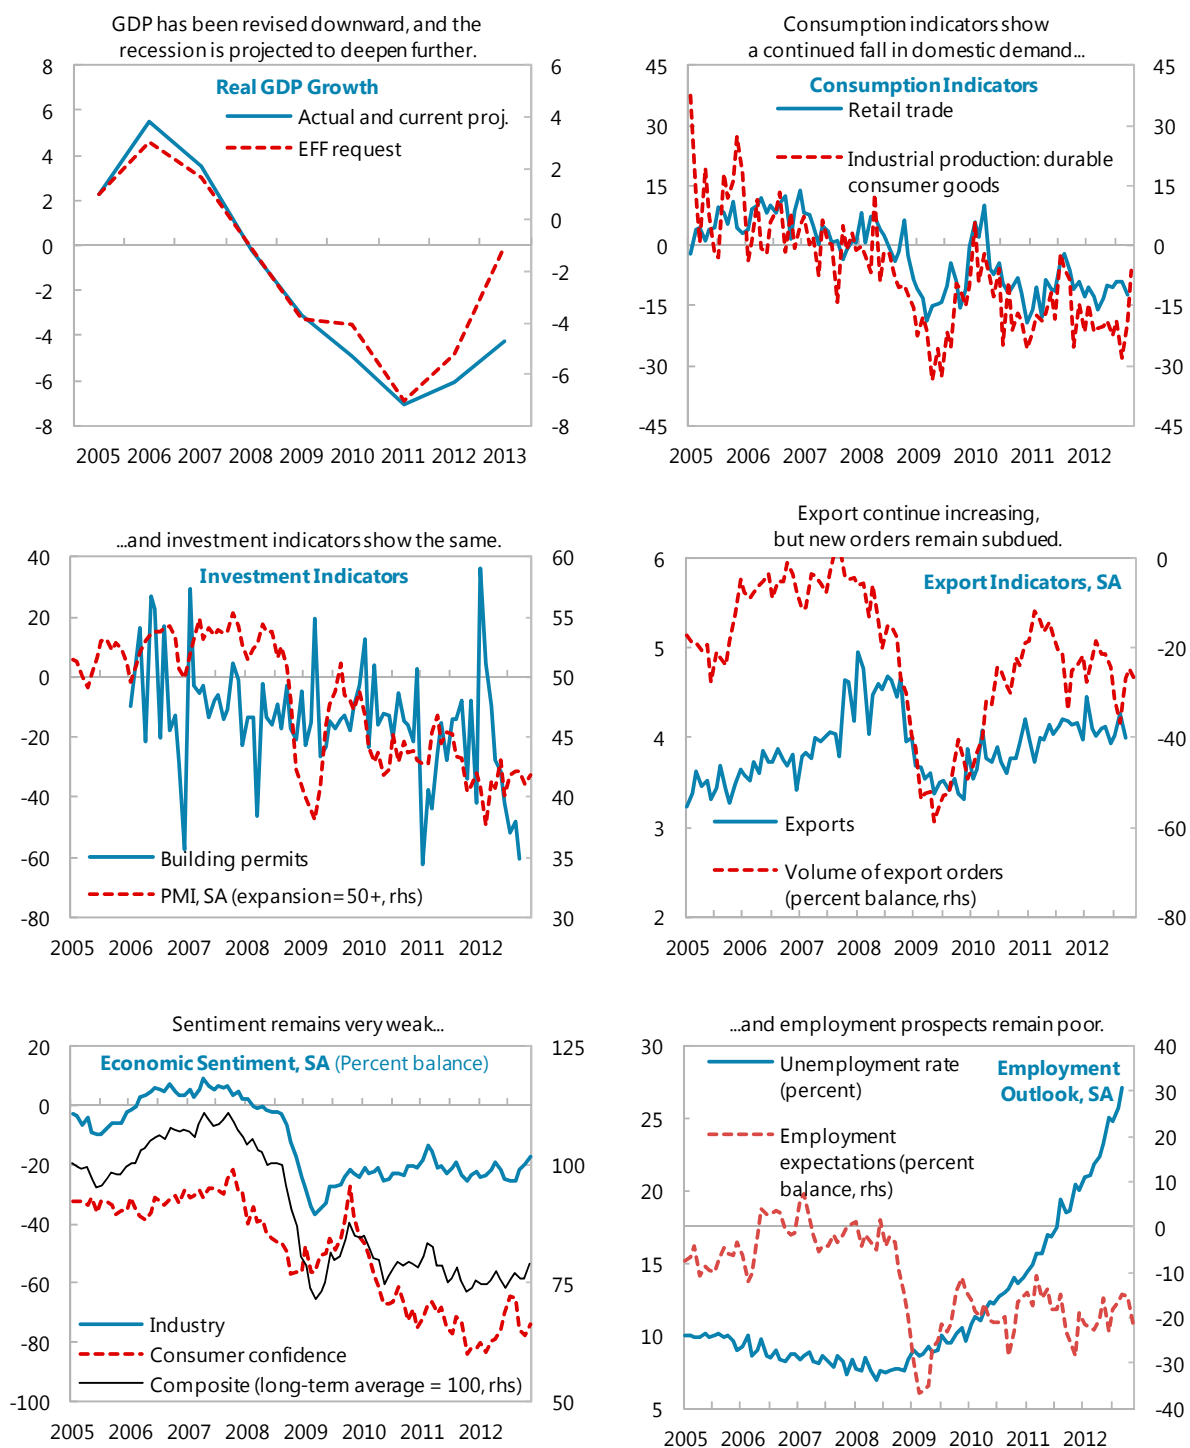 GDP has been revised downward, and the
recession is projected to deepen further.
Real GDP Growth
Actual and current proj.
EFF request
8
6
4
2
0
-2
-4
-6
-8
6
4
2
0
-2
-4
-6
-8
2005 2006 2007 2008 2009 2010 2011 2012 2013
Consumption indicators show
a continued fall in domestic demand...
Consumption Indicators
Retail trade
Industrial production: durable
consumer goods
45
30
15
0
-15
-30
-45
45
30
15
0
-15
-30
-45
2005 2006 2007 2008 2009 2010 2011 2012
...and investment indicators show the same.
Investment Indicators
40
20
0
-20
-40
-60
-80
60
55
50
45
40
35
30
Building permits
PMI, SA (expansion=50+, rhs)
2005 2006 2007 2008 2009 2010 2011 2012
Export continue increasing,
but new orders remain subdued.
Export Indicators, SA
6
5
4
3
2
0
-20
-40
-60
-80
Exports
Volume of export orders
(percent balance, rhs)
2005 2006 2007 2008 2009 2010 2011 2012
Sentiment remains very weak...
Economic Sentiment, SA (Percent balance)
20
0
-20
-40
-60
-80
-100
125
100
75
50
Industry
Consumer confidence
Composite (long-term average = 100, rhs)
2005 2006 2007 2008 2009 2010 2011 2012
...and employment prospects remain poor.
Unemployment rate
(percent)
Employment
Outlook, SA
Employment
expectations (percent
balance, rhs)
30
25
20
15
10
5
40
30
20
10
0
-10
-20
-30
-40
2005 2006 2007 2008 2009 2010 2011 2012